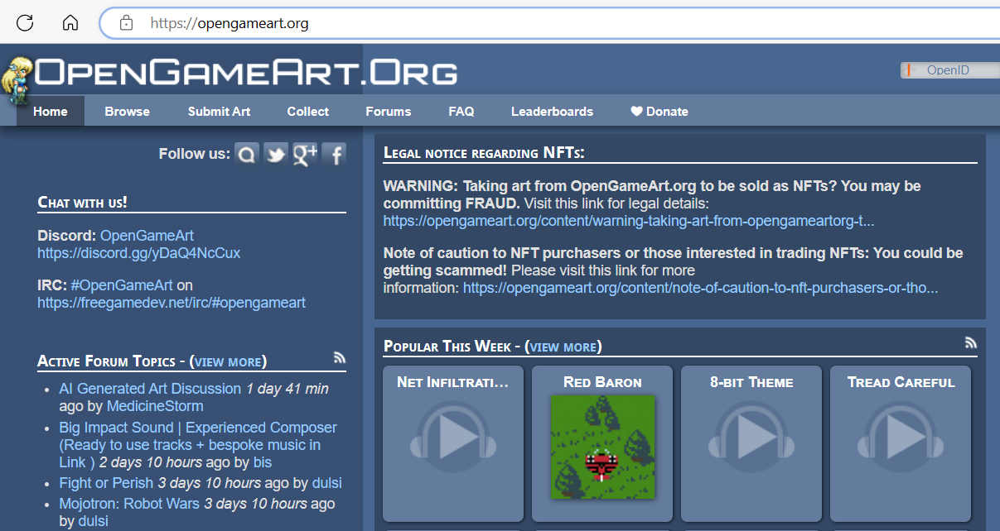 https://opengameart.org
OpenGameArt.Org
OpenID
Home Browse Submit Art Collect Forums FAQ Leaderboards Donate
Follow us:
Chat with us!
Discord: OpenGameArt
https://discord.gg/yDaQ4NcCux
IRC: #OpenGameArt on
https://freegamedev.net/irc/#opengameart
Active Forum Topics - (view more)
AI Generated Art Discussion 1 day 41 min
ago by MedicineStorm
Big Impact Sound | Experienced Composer
(Ready to use tracks + bespoke music in
Link ) 2 days 10 hours ago by bis
Fight or Perish 3 days 10 hours ago by dulsi
Mojotron: Robot Wars 3 days 10 hours ago
by dulsi
Legal notice regarding NFTs:
WARNING: Taking art from OpenGameArt.org to be sold as NFTs? You may be
committing FRAUD. Visit this link for legal details:
https://opengameart.org/content/warning-taking-art-from-opengameartorg-t...
Note of caution to NFT purchasers or those interested in trading NFTs: You could be
getting scammed! Please visit this link for more
information: https://opengameart.org/content/note-of-caution-to-nft-purchasers-or-tho...
Popular This Week - (view more)
Net Infiltrati...
Red Baron
8-bit Theme
Tread Careful